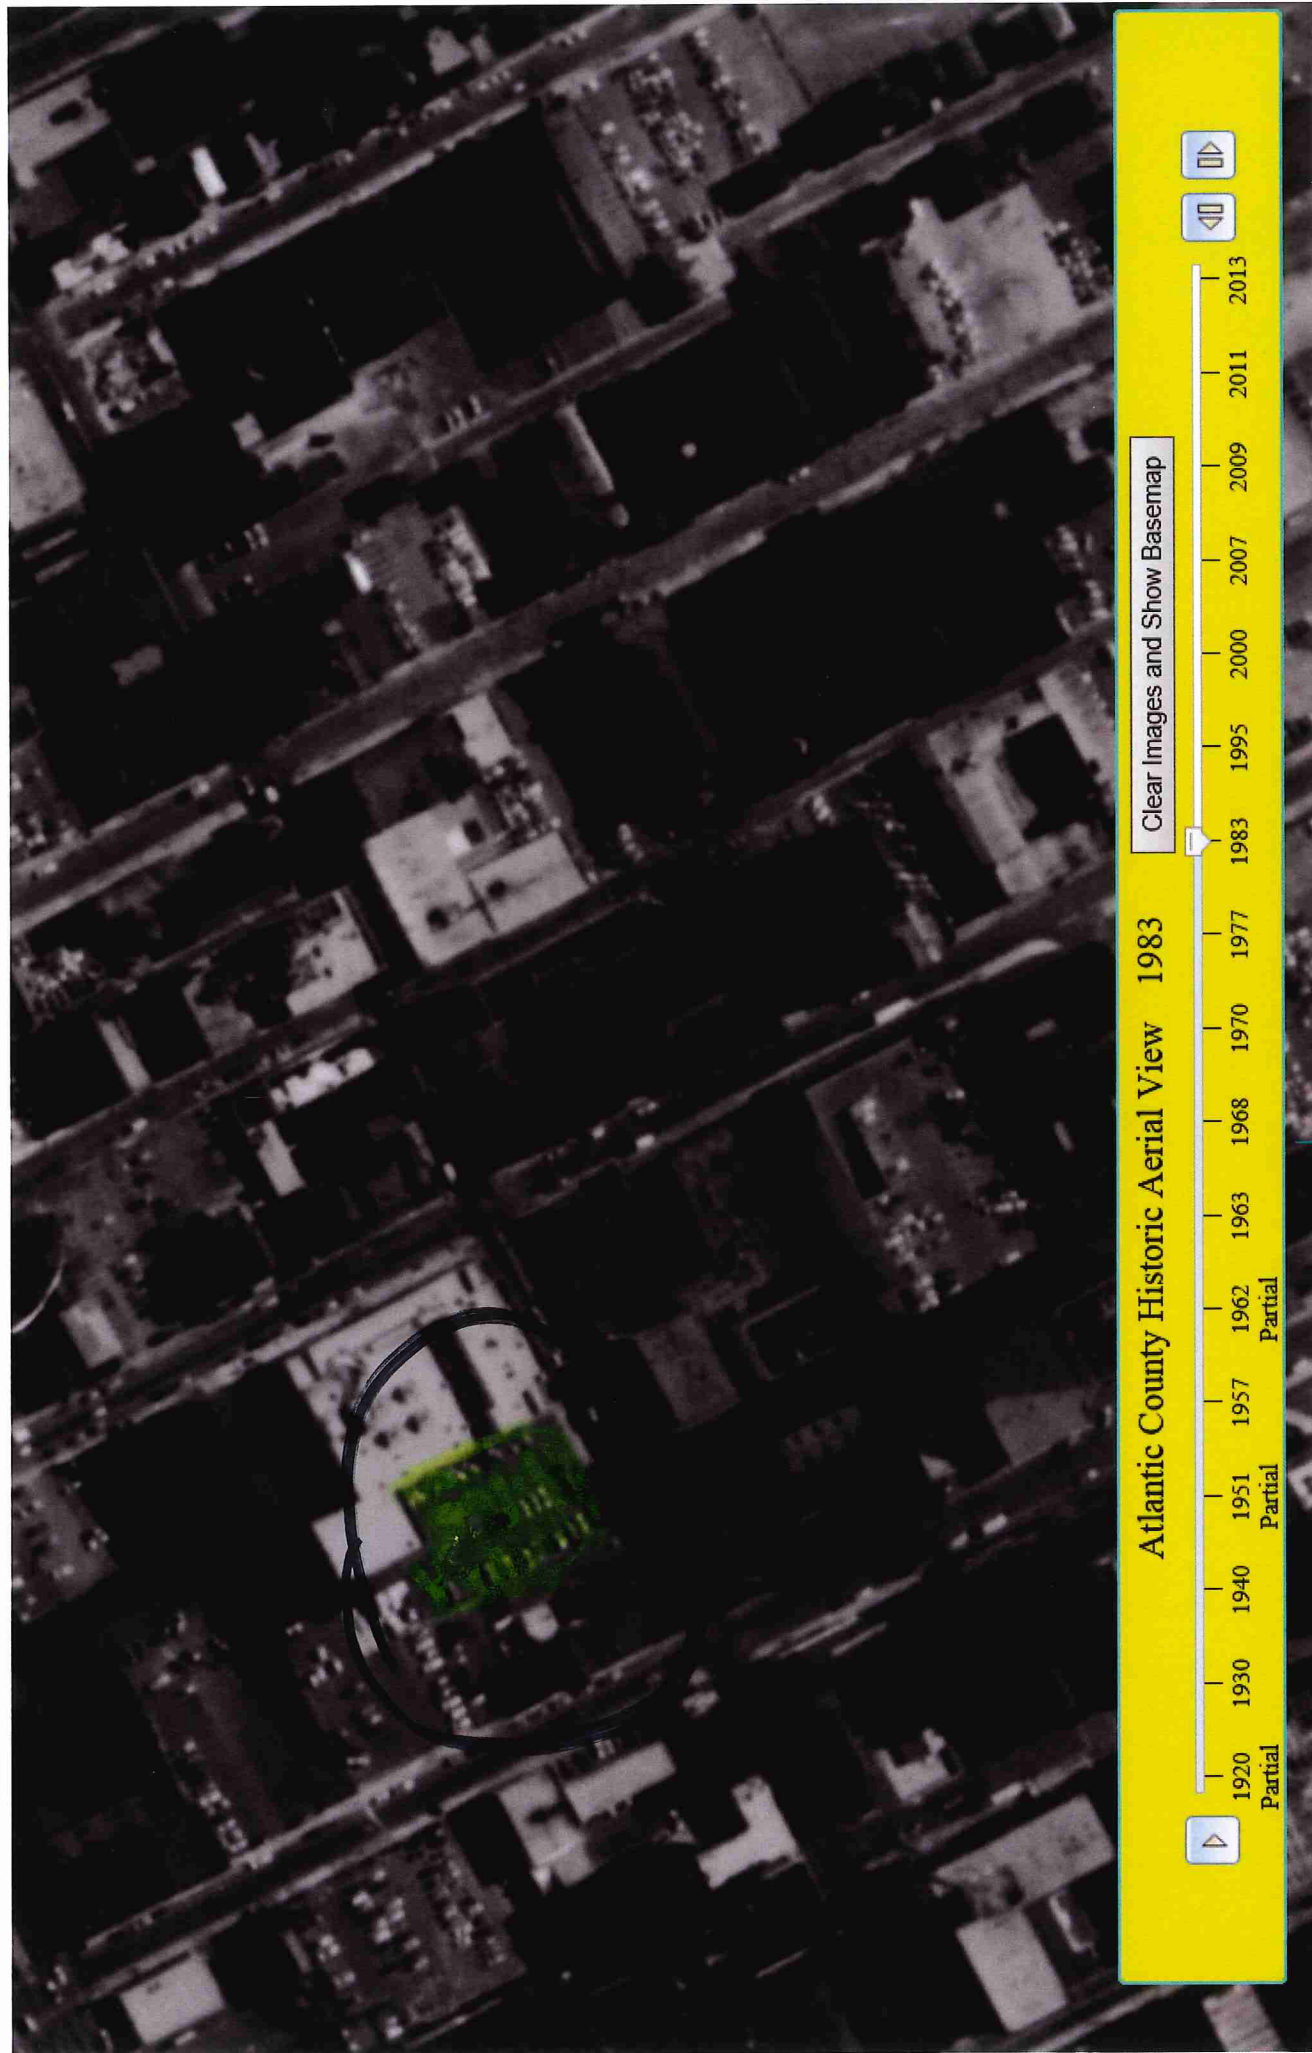 Clear Images and Show Basemap
Atlantic County Historic Aerial View 1983
1920 1930 1940 1951 1957 1962 1963 1968 1970 1977 1983 1995 2000 2007 2009 2011 2013
Partial Partial Partial